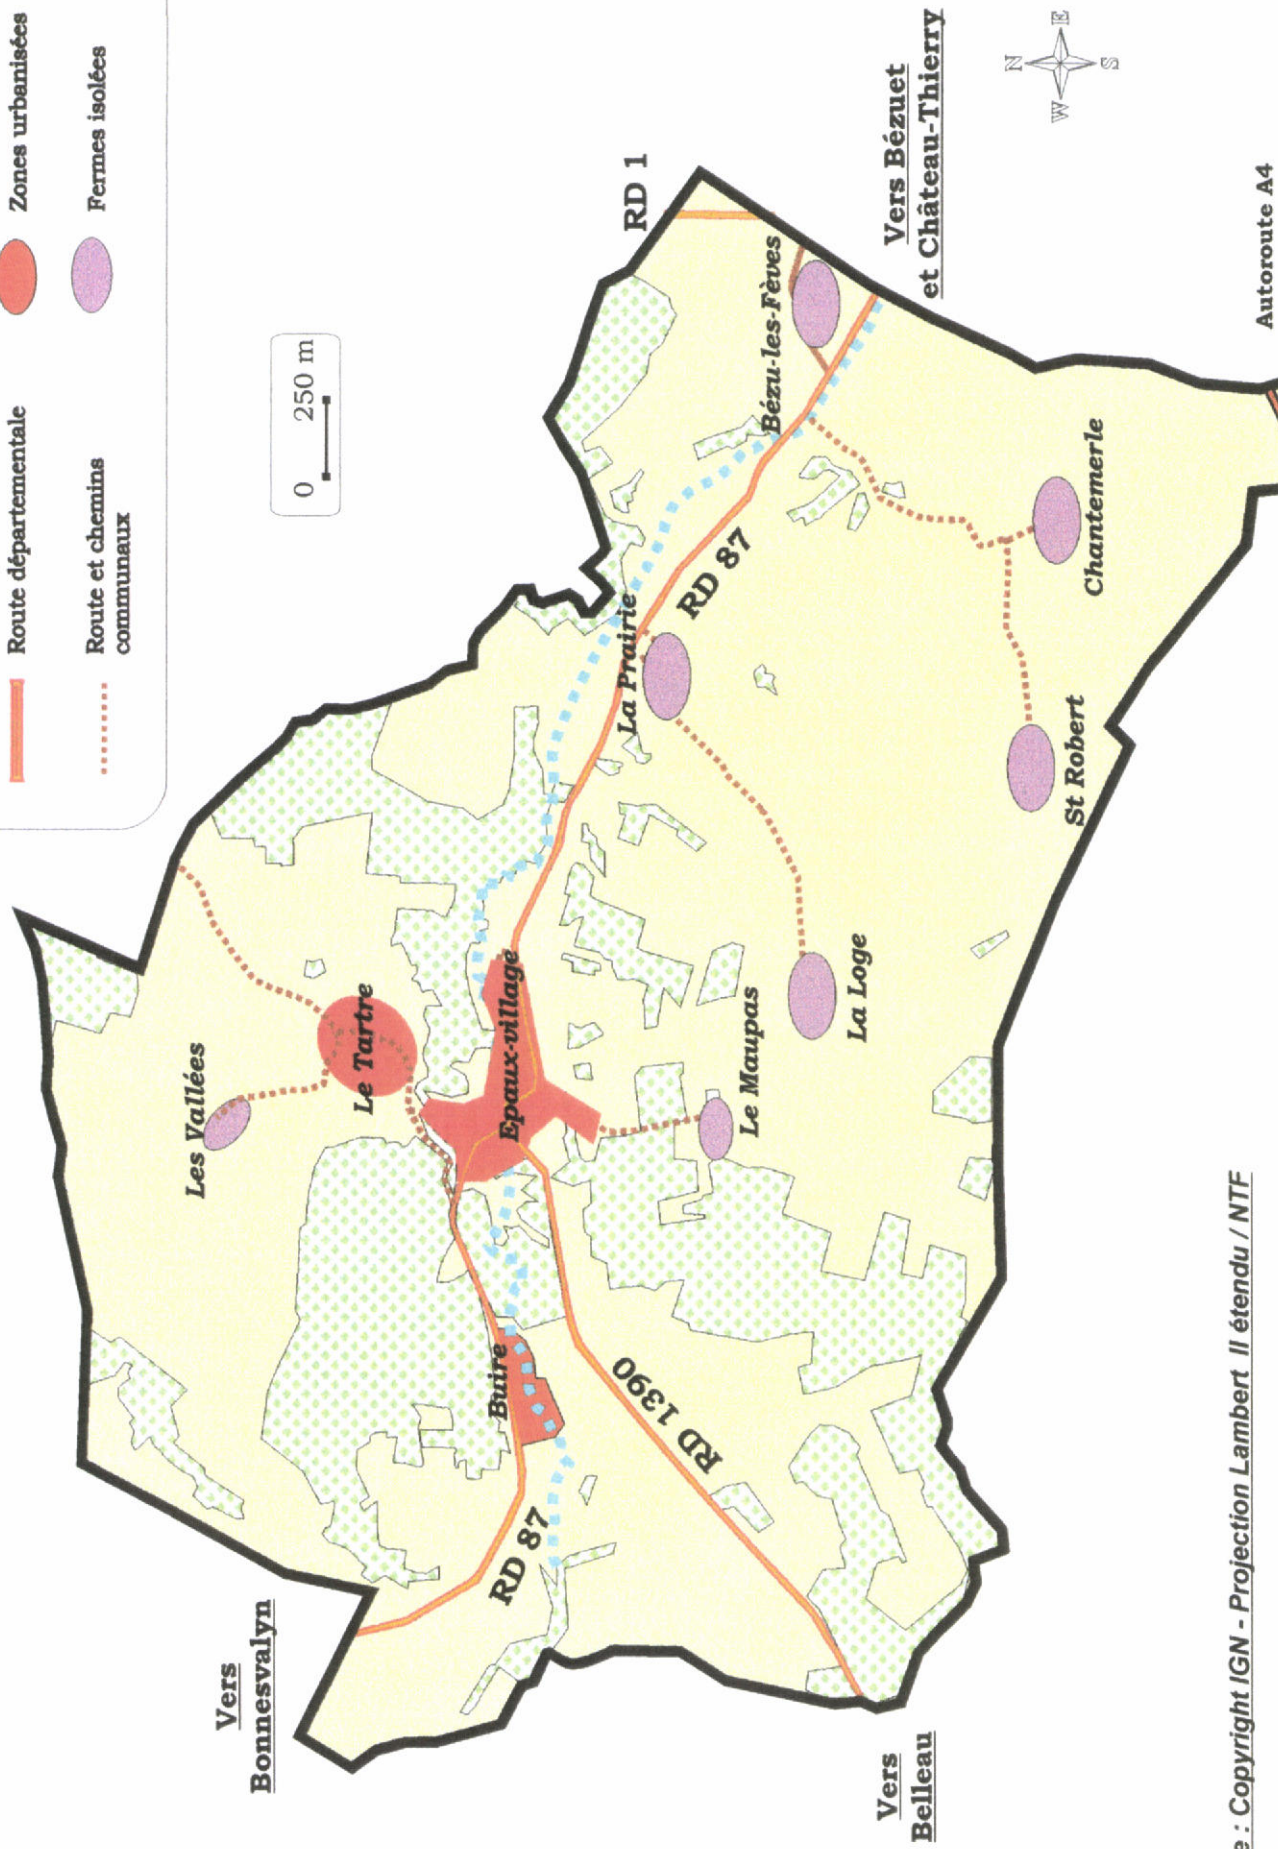 Route départementale
Zones urbanisées
Route et chemins
communaux
Fermes isolées
0 250 m
N
W E
S
RD 1
Vers Bézuet
et Château-Thierry
Autoroute A4
Bézu-les-Fèves
Chantemerle
St Robert
RD 87
La Prairie
La Loge
Le Maupas
Epaux-village
Le Tartre
Les Vallées
Buire
RD 1390
RD 87
Vers
Bonnesvalyn
Vers
Belleau
e : Copyright IGN - Projection Lambert II étendu / NTF